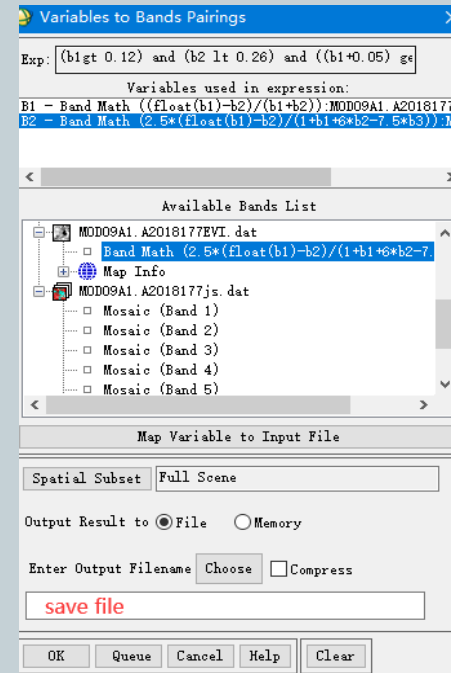 Variables to Bands Pairings
Exp: (b1gt 0.12) and (b2 lt 0.26) and ((b1+0.05) ge
Variables used in expression:
B1 - Band Math ((float(b1)-b2)/(b1+b2)):MOD09A1.A2018177
B2 - Band Math (2.5*(float(b1)-b2)/(1+b1+6*b2-7.5*b3)):M
Available Bands List
MOD09A1.A2018177EVI.dat
Band Math (2.5*(float(b1)-b2)/(1+b1+6*b2-7.
Map Info
MOD09A1.A2018177js.dat
Mosaic (Band 1)
Mosaic (Band 2)
Mosaic (Band 3)
Mosaic (Band 4)
Mosaic (Band 5)
Map Variable to Input File
Spatial Subset Full Scene
Output Result to File Memory
Enter Output Filename Choose Compress
save file
OK Queue Cancel Help Clear